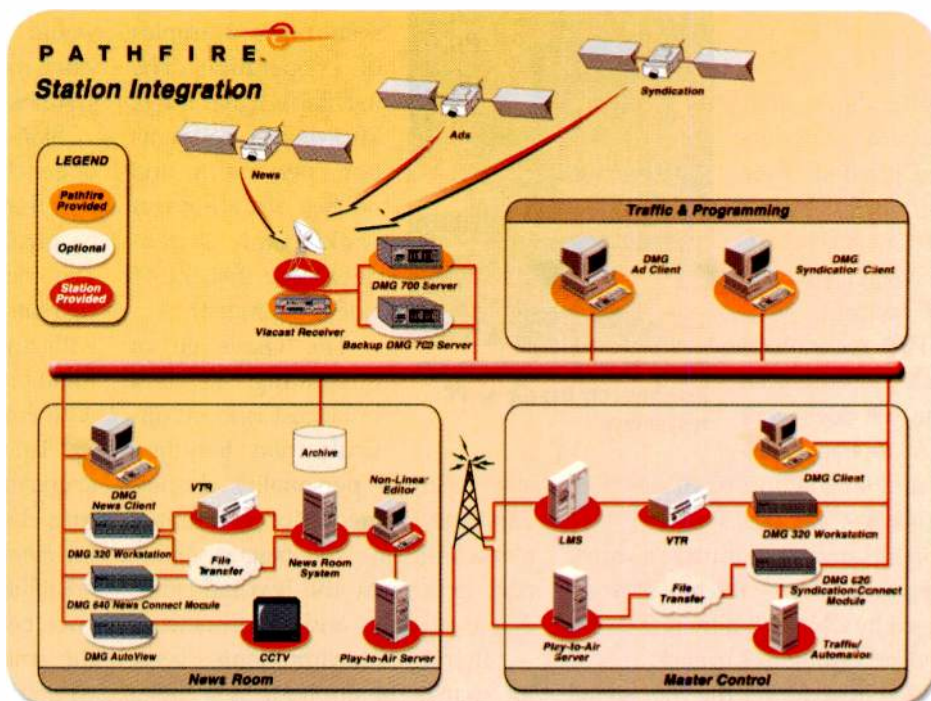 PATHFIRE™
Station Integration
Syndication
Ads
News
LEGEND
Pathfire
Provided
Optional
Station
Provided
Traffic & Programming
DMG
Ad Client
DMG
Syndication Client
DMG 700 Server
Viacast Receiver
Backup DMG 700 Server
Archive
DMG
News Client
VTR
Non-Linear
Editor
DMG 320 Workstation
File
Transfer
News Room
System
DMG 640 News Connect Module
DMG AutoView
CCTV
Play-to-Air Server
News Room
DMG Client
LMS
VTR
DMG 320 Workstation
File
Transfer
DMG 620
Syndication Connect
Module
Play-to-Air
Server
Traffic/
Automation
Master Control